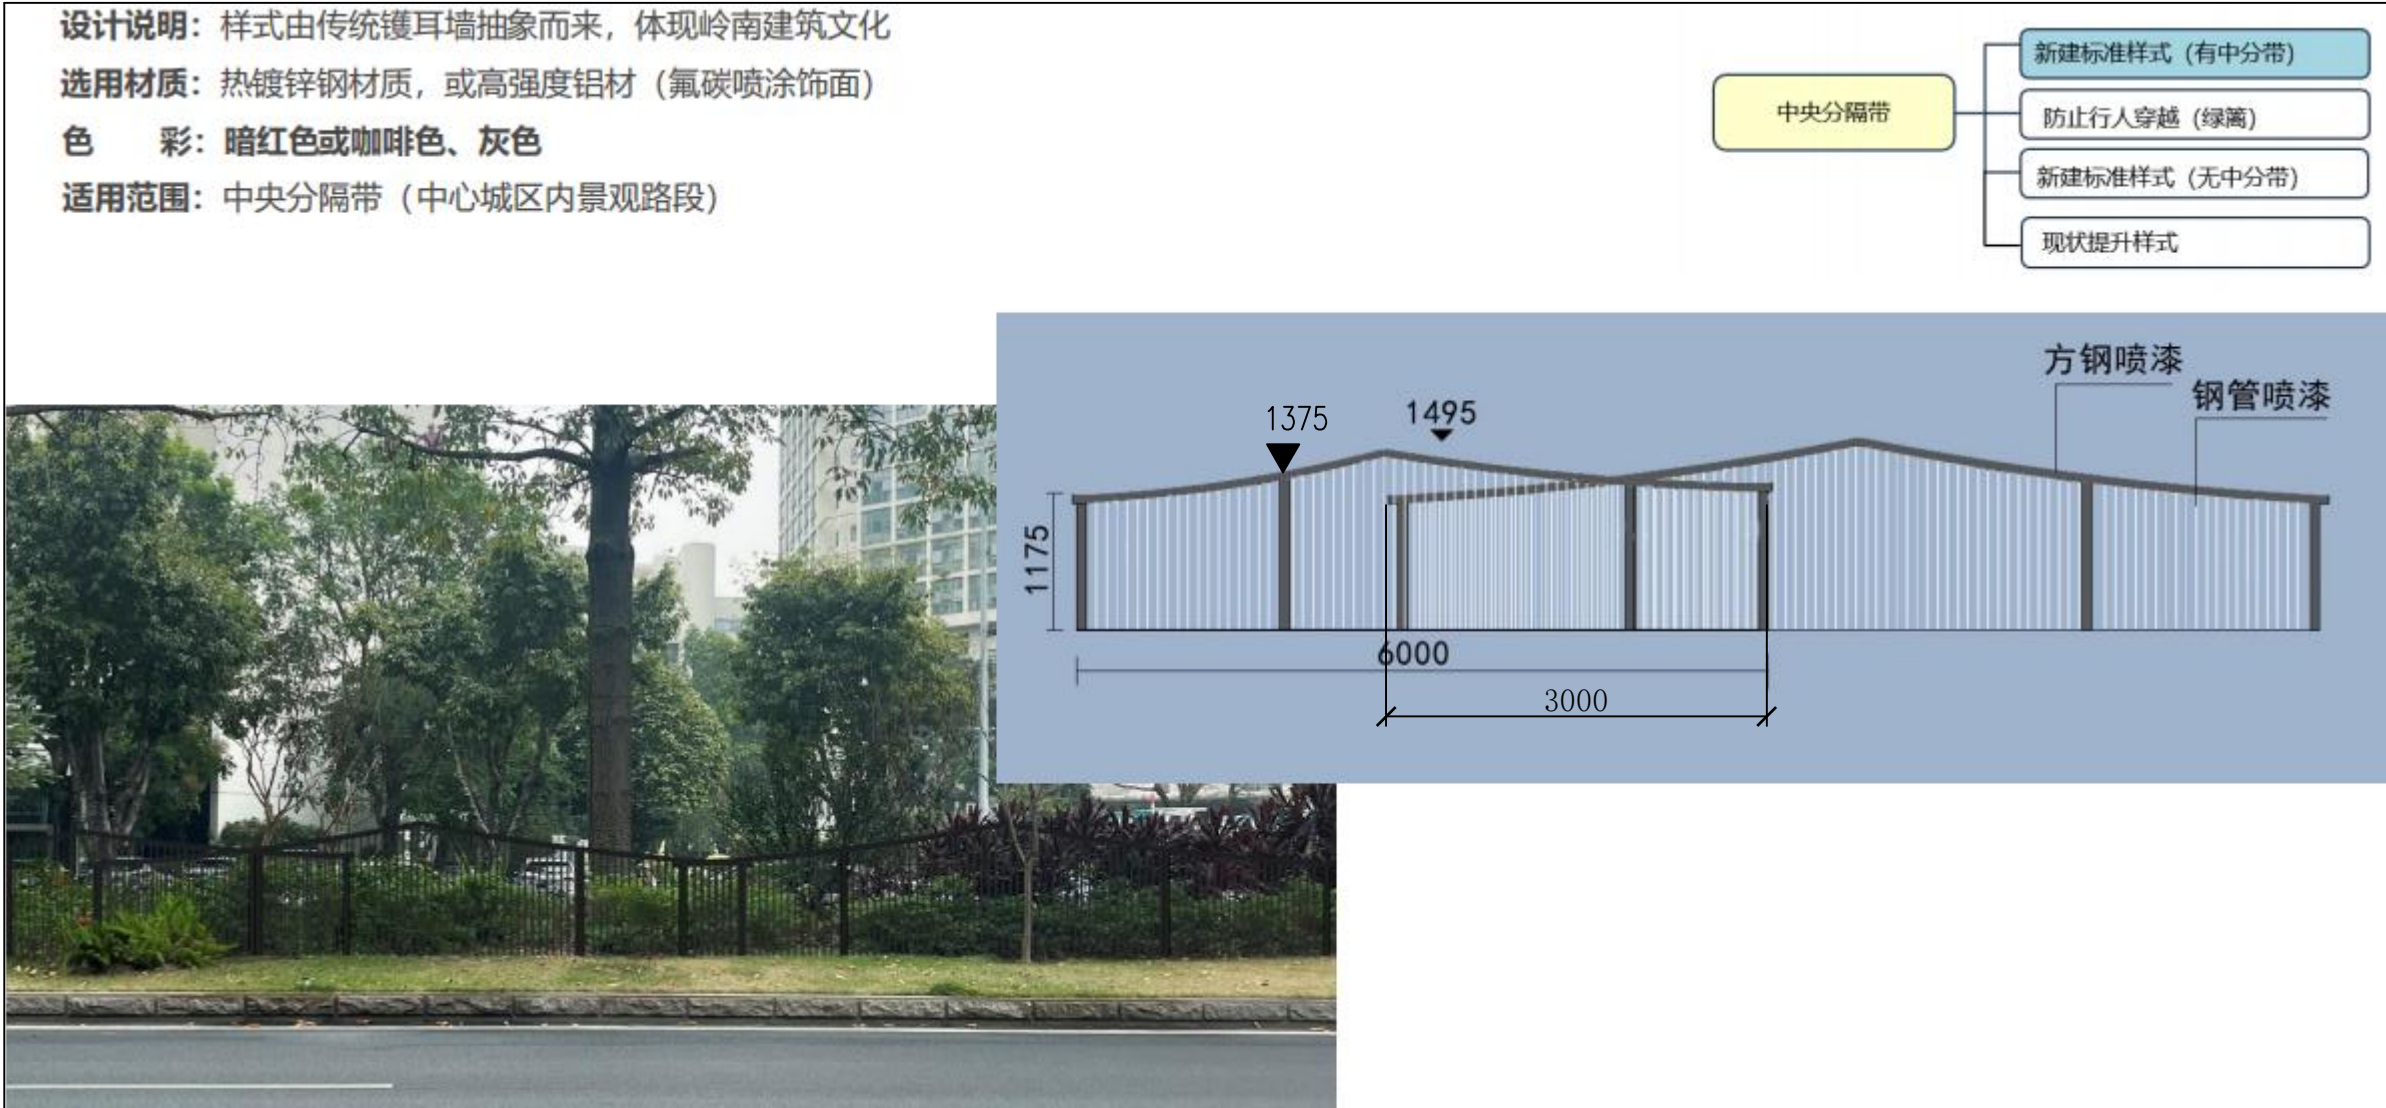 设计说明：样式由传统镬耳墙抽象而来，体现岭南建筑文化
选用材质：热镀锌钢材质，或高强度铝材（氟碳喷涂饰面）
色　　彩：暗红色或咖啡色、灰色
适用范围：中央分隔带（中心城区内景观路段）
中央分隔带
新建标准样式（有中分带）
防止行人穿越（绿篱）
新建标准样式（无中分带）
现状提升样式
方钢喷漆
钢管喷漆
1375
1495
1175
6000
3000